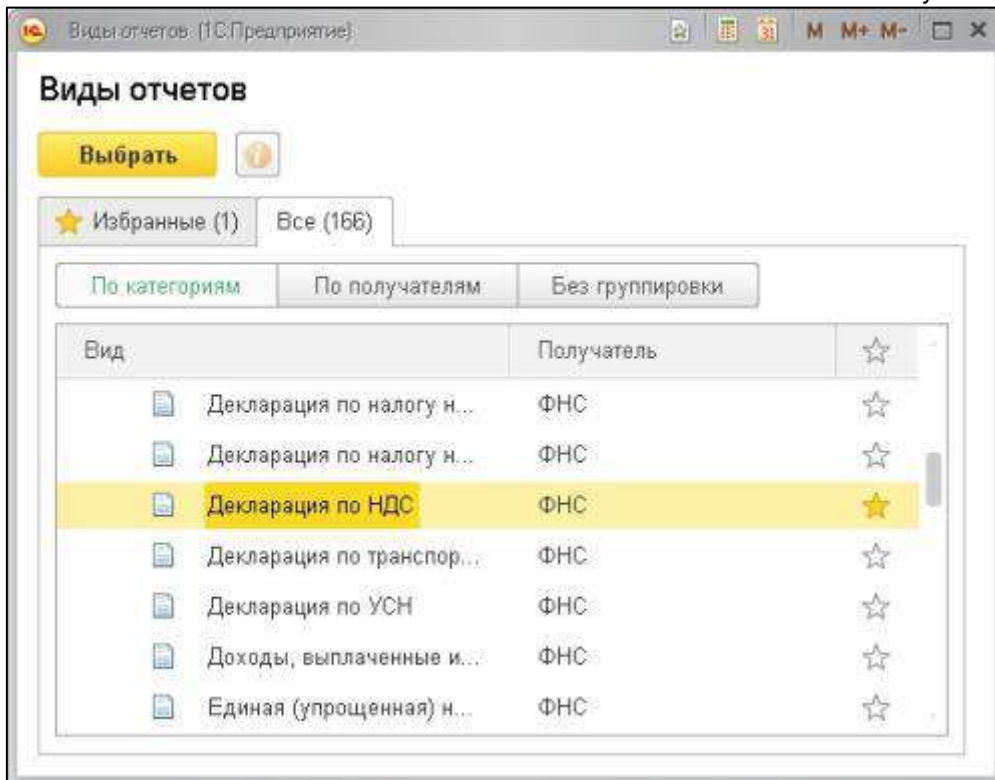 Виды отчетов (1С:Предприятие)
M M+ M-
Виды отчетов
Выбрать
Избранные (1) Все (166)
По категориям По получателям Без группировки
Вид Получатель
Декларация по налогу н... ФНС
Декларация по налогу н... ФНС
Декларация по НДС ФНС
Декларация по транспор... ФНС
Декларация по УСН ФНС
Доходы, выплаченные и... ФНС
Единая (упрощенная) н... ФНС